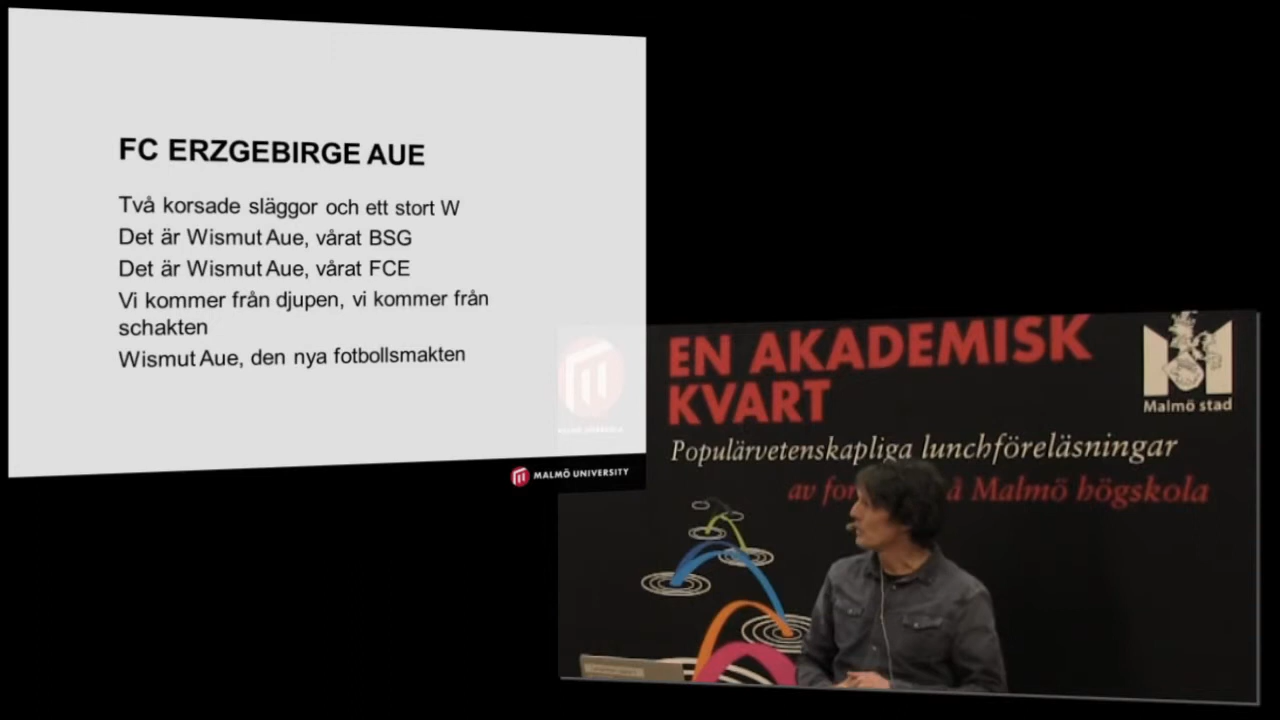 FC ERZGEBIRGE AUE
Två korsade släggor och ett stort W
Det är Wismut Aue, vårat BSG
Det är Wismut Aue, vårat FCE
Vi kommer från djupen, vi kommer från
schakten
Wismut Aue, den nya fotbollsmakten
MALMÖ UNIVERSITY
EN AKADEMISK
KVART
Malmö stad
Populärvetenskapliga lunchföreläsningar
av Malmö högskola